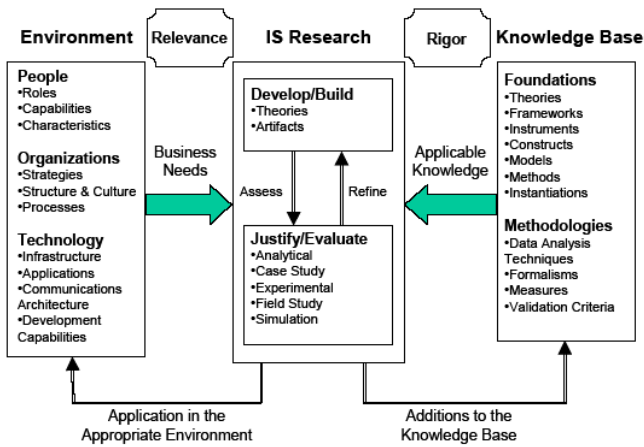 Environment
Relevance
IS Research
Rigor
Knowledge Base
People
•Roles
•Capabilities
•Characteristics
Organizations
•Strategies
•Structure & Culture
•Processes
Technology
•Infrastructure
•Applications
•Communications
Architecture
•Development
Capabilities
Business
Needs
Develop/Build
•Theories
•Artifacts
Assess
Refine
Justify/Evaluate
•Analytical
•Case Study
•Experimental
•Field Study
•Simulation
Applicable
Knowledge
Foundations
•Theories
•Frameworks
•Instruments
•Constructs
•Models
•Methods
•Instantiations
Methodologies
•Data Analysis
Techniques
•Formalisms
•Measures
•Validation Criteria
Application in the
Appropriate Environment
Additions to the
Knowledge Base